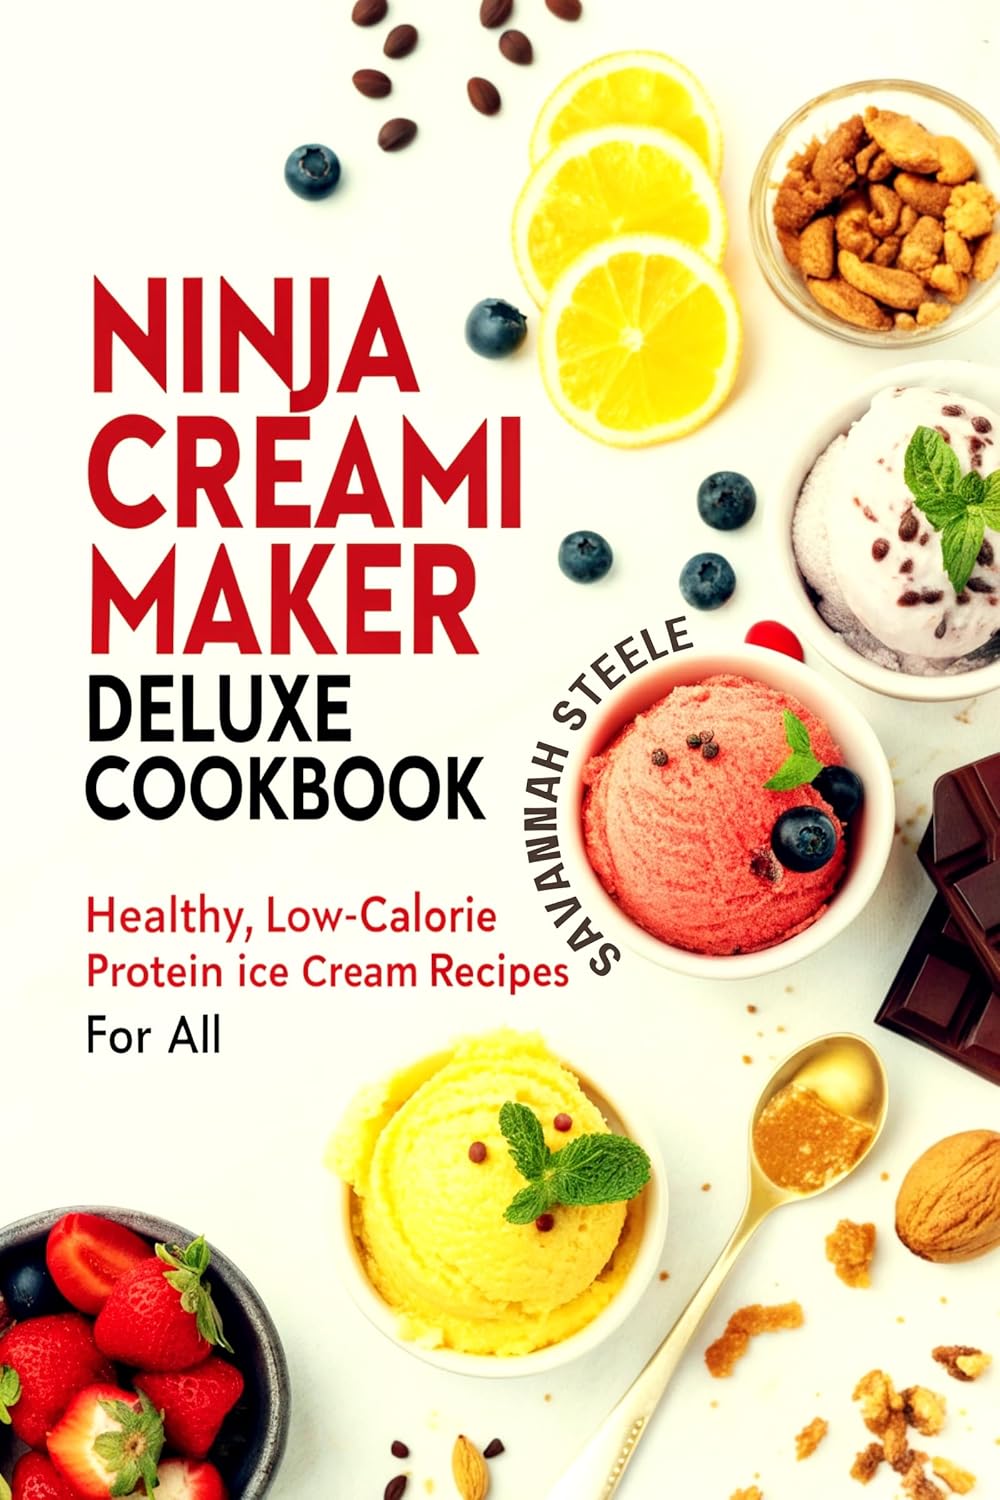 NINJA
CREAMI
MAKER
DELUXE
COOKBOOK
SAVANNAH STEELE
Healthy, Low-Calorie
Protein ice Cream Recipes
For All